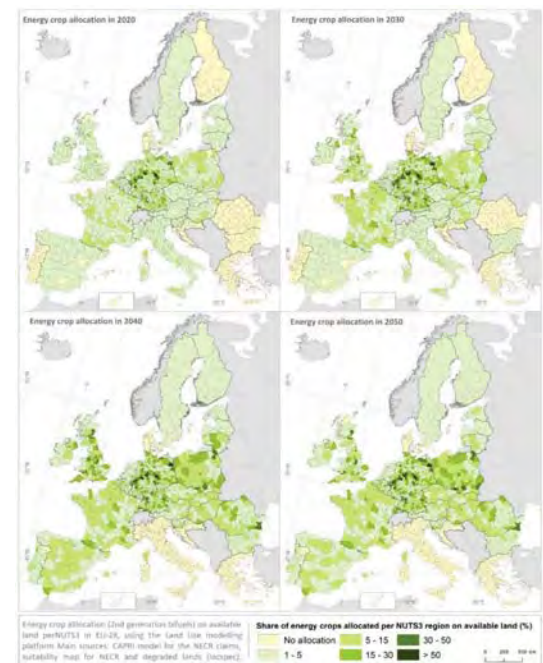 Energy crop allocation in 2020
Energy crop allocation in 2030
Energy crop allocation in 2040
Energy crop allocation in 2050
Energy crop allocation (2nd generation bifuels) on available
land perNUTS3 in EU-28, using the Land Use modelling
platform Main sources: CAPRI model for the NECR claims,
suitability map for NECR and degraded lands
Share of energy crops allocated per NUTS3 region on available land (%)
No allocation
5 - 15
30 - 50
1 - 5
15 - 30
> 50